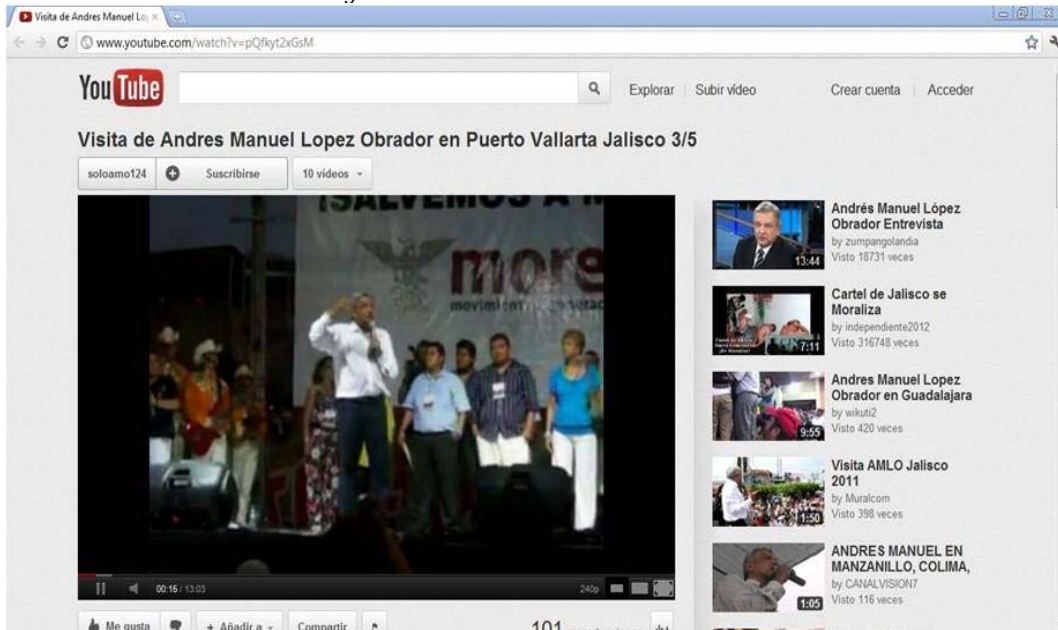 Visita de Andres Manuel Lo
www.youtube.com/watch?v=pQfkyt2xGsM
YouTube
Explorar
Subir vídeo
Crear cuenta
Acceder
Visita de Andres Manuel Lopez Obrador en Puerto Vallarta Jalisco 3/5
soloamo124
Suscribirse
10 vídeos
¡SALVEMOS A M
more
movimiento
00:15 / 13:03
240p
Me gusta
+ Añadir a
Compartir
101
13:44
Andrés Manuel López
Obrador Entrevista
by zumpangolandia
Visto 18731 veces
7:11
Cartel de Jalisco se
Moraliza
by independiente2012
Visto 316748 veces
9:55
Andres Manuel Lopez
Obrador en Guadalajara
by wikuti2
Visto 420 veces
1:50
Visita AMLO Jalisco
2011
by Muralcom
Visto 398 veces
1:05
ANDRES MANUEL EN
MANZANILLO, COLIMA,
by CANALVISION7
Visto 116 veces